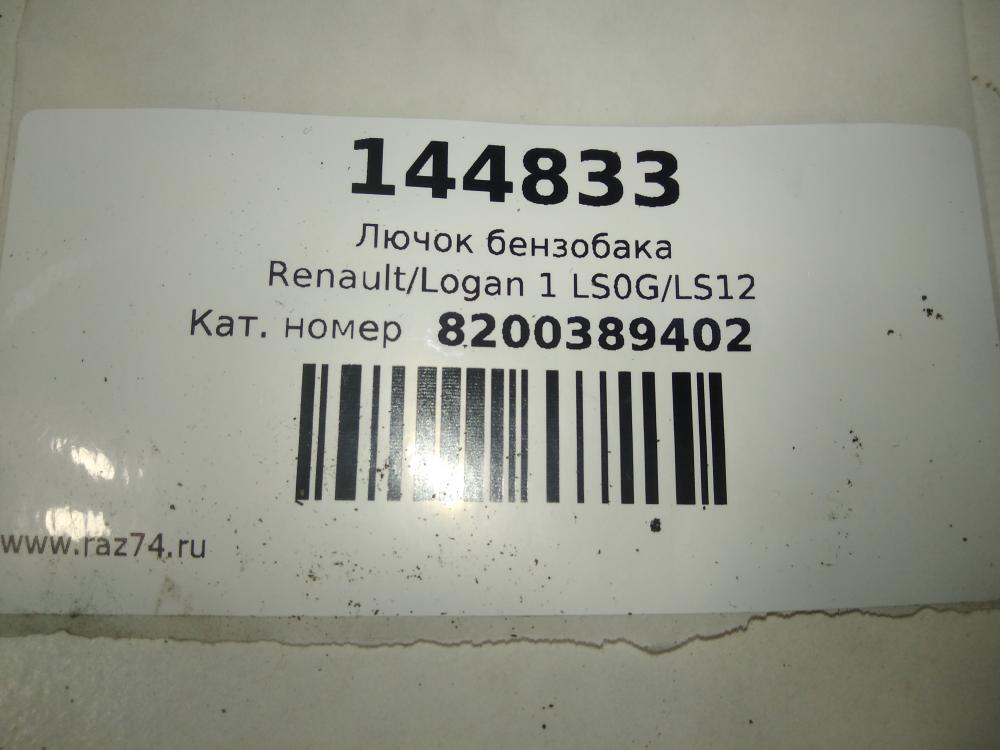 144833
Лючок бензобака
Renault/Logan 1 LS0G/LS12
Кат. номер 8200389402
www.raz74.ru